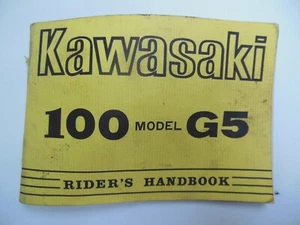 Kawasaki
100 MODEL G5
RIDER'S HANDBOOK